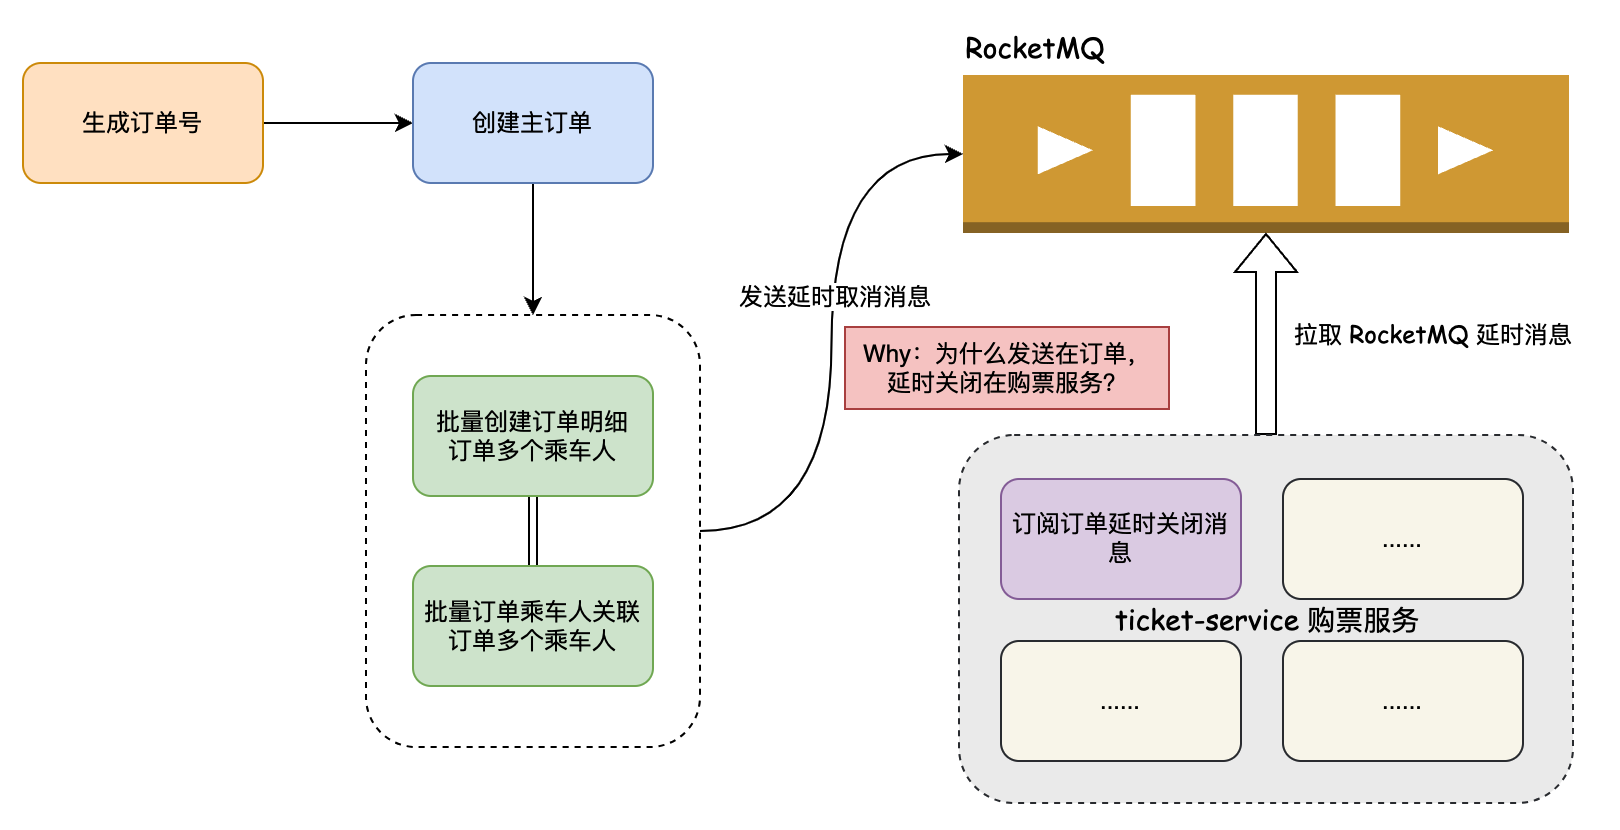 RocketMQ
生成订单号
创建主订单
发送延时取消消息
Why：为什么发送在订单，
延时关闭在购票服务？
拉取 RocketMQ 延时消息
批量创建订单明细
订单多个乘车人
批量订单乘车人关联
订单多个乘车人
订阅订单延时关闭消
息
......
ticket-service 购票服务
......
......